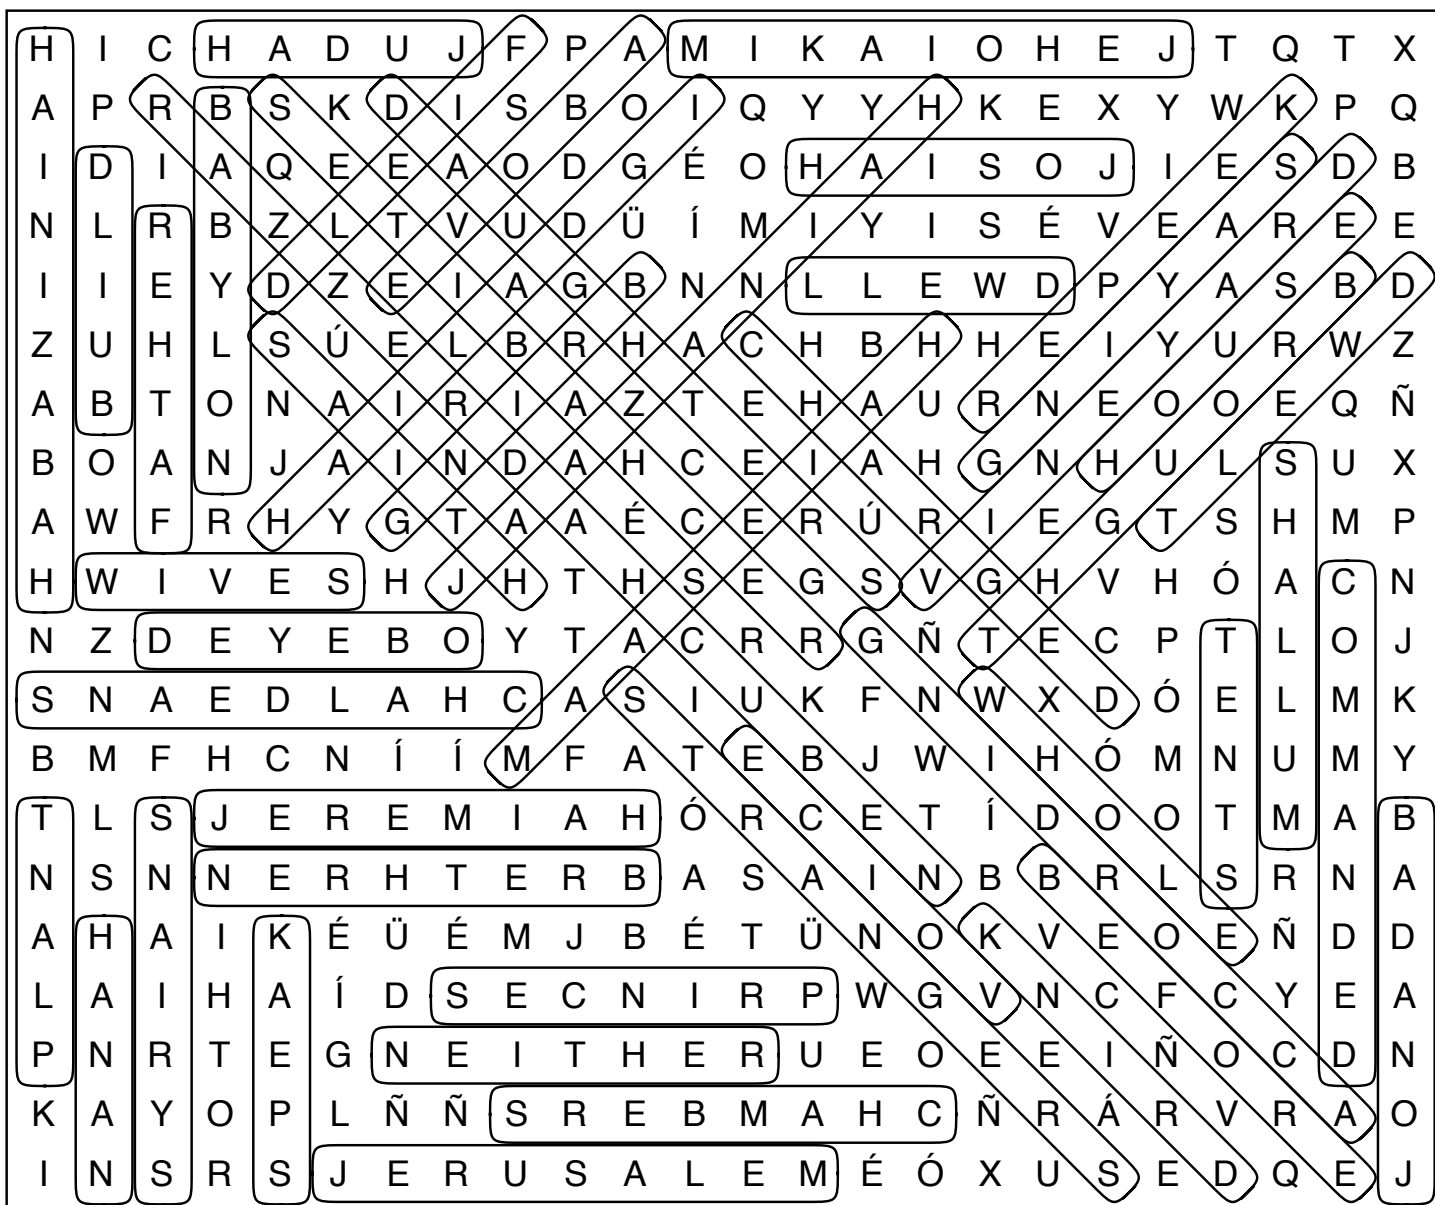 H I C H A D U J F P A M I K A I O H E J T Q T X
A P R B S K D I S B O I Q Y Y H K E X Y W K P Q
I D I A Q E E A O D G É O H A I S O J I E S D B
N L R B Z L T V U D Ü Í M I Y I S É V E A R E E
I I E Y D Z E I A G B N N L L E W D P Y A S B D
Z U H L S Ú E L B R H A C H B H H E I Y U R W Z
A B T O N A I R I A Z T E H A U R N E O O E Q Ñ
B O A N J A I N D A H C E I A H G N H U L S U X
A W F R H Y G T A A É C E R Ú R I E G T S H M P
H W I V E S H J H T H S E G S V G H V H Ó A C N
N Z D E Y E B O Y T A C R R G Ñ T E C P T L O J
S N A E D L A H C A S I U K F N W X D Ó E L M K
B M F H C N Í Í M F A T E B J W I H Ó M N U M Y
T L S J E R E M I A H Ó R C E T Í D O O T M A B
N S N N E R H T E R B A S A I N B B R L S R N A
A H A I K É Ü É M J B É T Ü N O K V E O E Ñ D D
L A I H A Í D S E C N I R P W G V N C F C Y E A
P N R T E G N E I T H E R U E O E E I Ñ O C D N
K A Y O P L Ñ Ñ S R E B M A H C Ñ R Á R V R A O
I N S R S J E R U S A L E M É Ó X U S E D Q E J